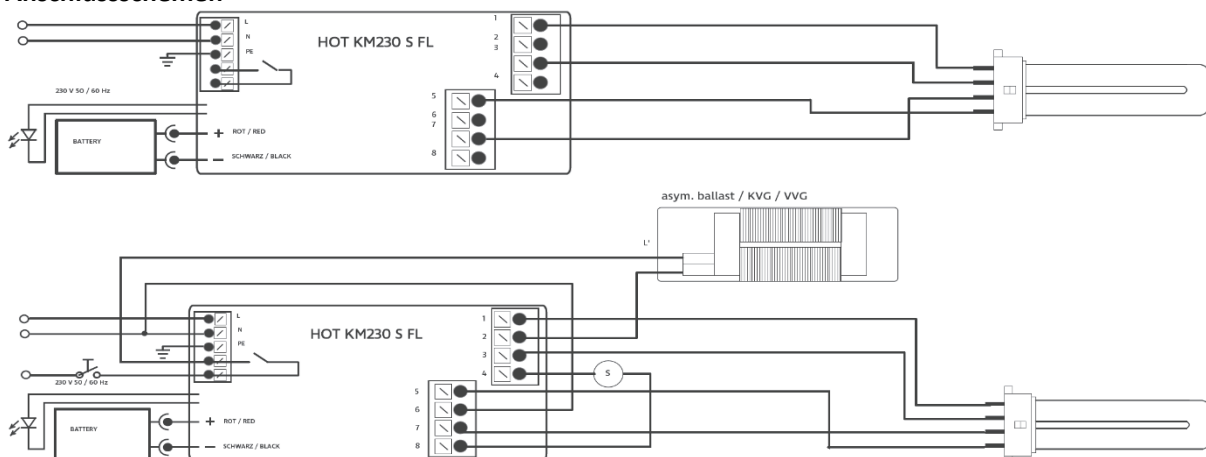 L
N
PE
HOT KM230 S FL
1
2
3
4
230 V 50 / 60 Hz
5
6
7
8
BATTERY
+ ROT / RED
− SCHWARZ / BLACK
asym. ballast / KVG / VVG
L'
L
N
PE
HOT KM230 S FL
1
2
3
4
S
230 V 50 / 60 Hz
5
6
7
8
BATTERY
+ ROT / RED
− SCHWARZ / BLACK